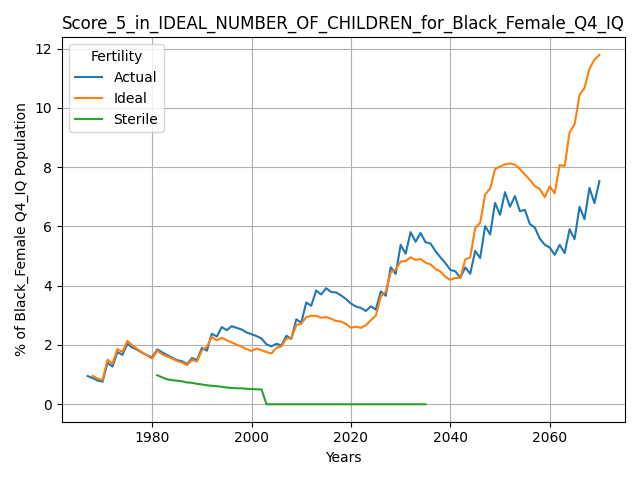 Score_5_in_IDEAL_NUMBER_OF_CHILDREN_for_Black_Female_Q4_IQ
Fertility
Actual
Ideal
Sterile
% of Black_Female Q4_IQ Population
12
10
8
6
4
2
0
1980
2000
2020
2040
2060
Years